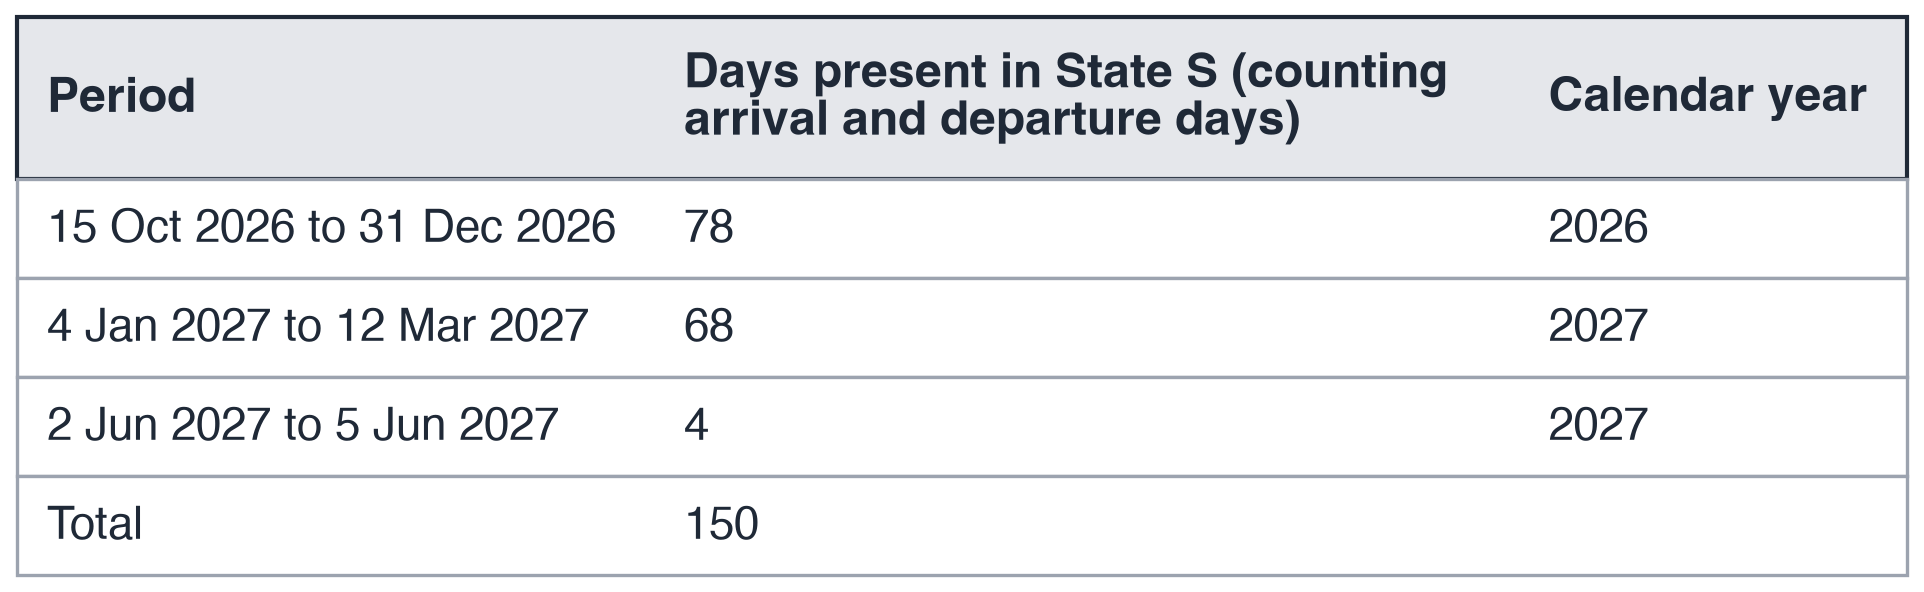 Period
Days present in State S (counting
arrival and departure days)
Calendar year
15 Oct 2026 to 31 Dec 2026 78 2026
4 Jan 2027 to 12 Mar 2027 68 2027
2 Jun 2027 to 5 Jun 2027 4 2027
Total 150